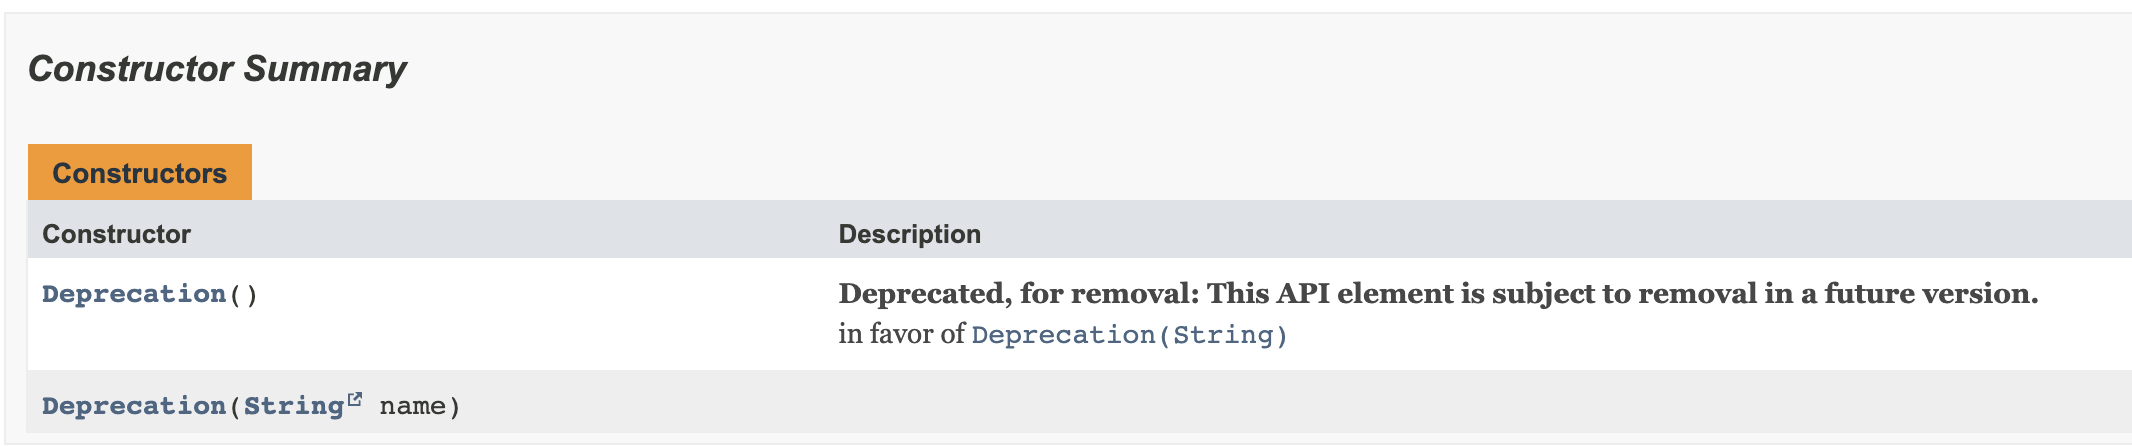 Constructor Summary
Constructors
Constructor Description
Deprecation() Deprecated, for removal: This API element is subject to removal in a future version.
in favor of Deprecation(String)
Deprecation(String name)